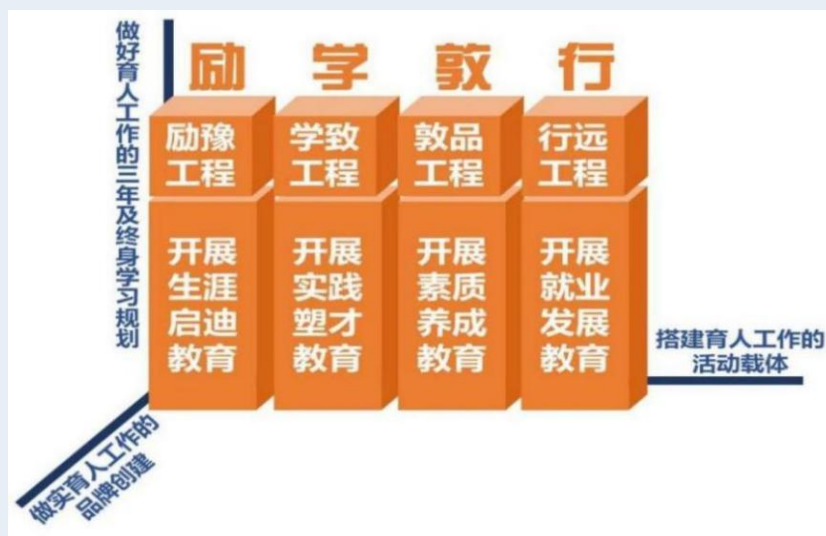 做好育人工作的三年及终身学习规划
励学敦行
励豫
工程
学致
工程
敦品
工程
行远
工程
开展
生涯
启迪
教育
开展
实践
塑才
教育
开展
素质
养成
教育
开展
就业
发展
教育
搭建育人工作的
活动载体
做实育人工作的
品牌创建